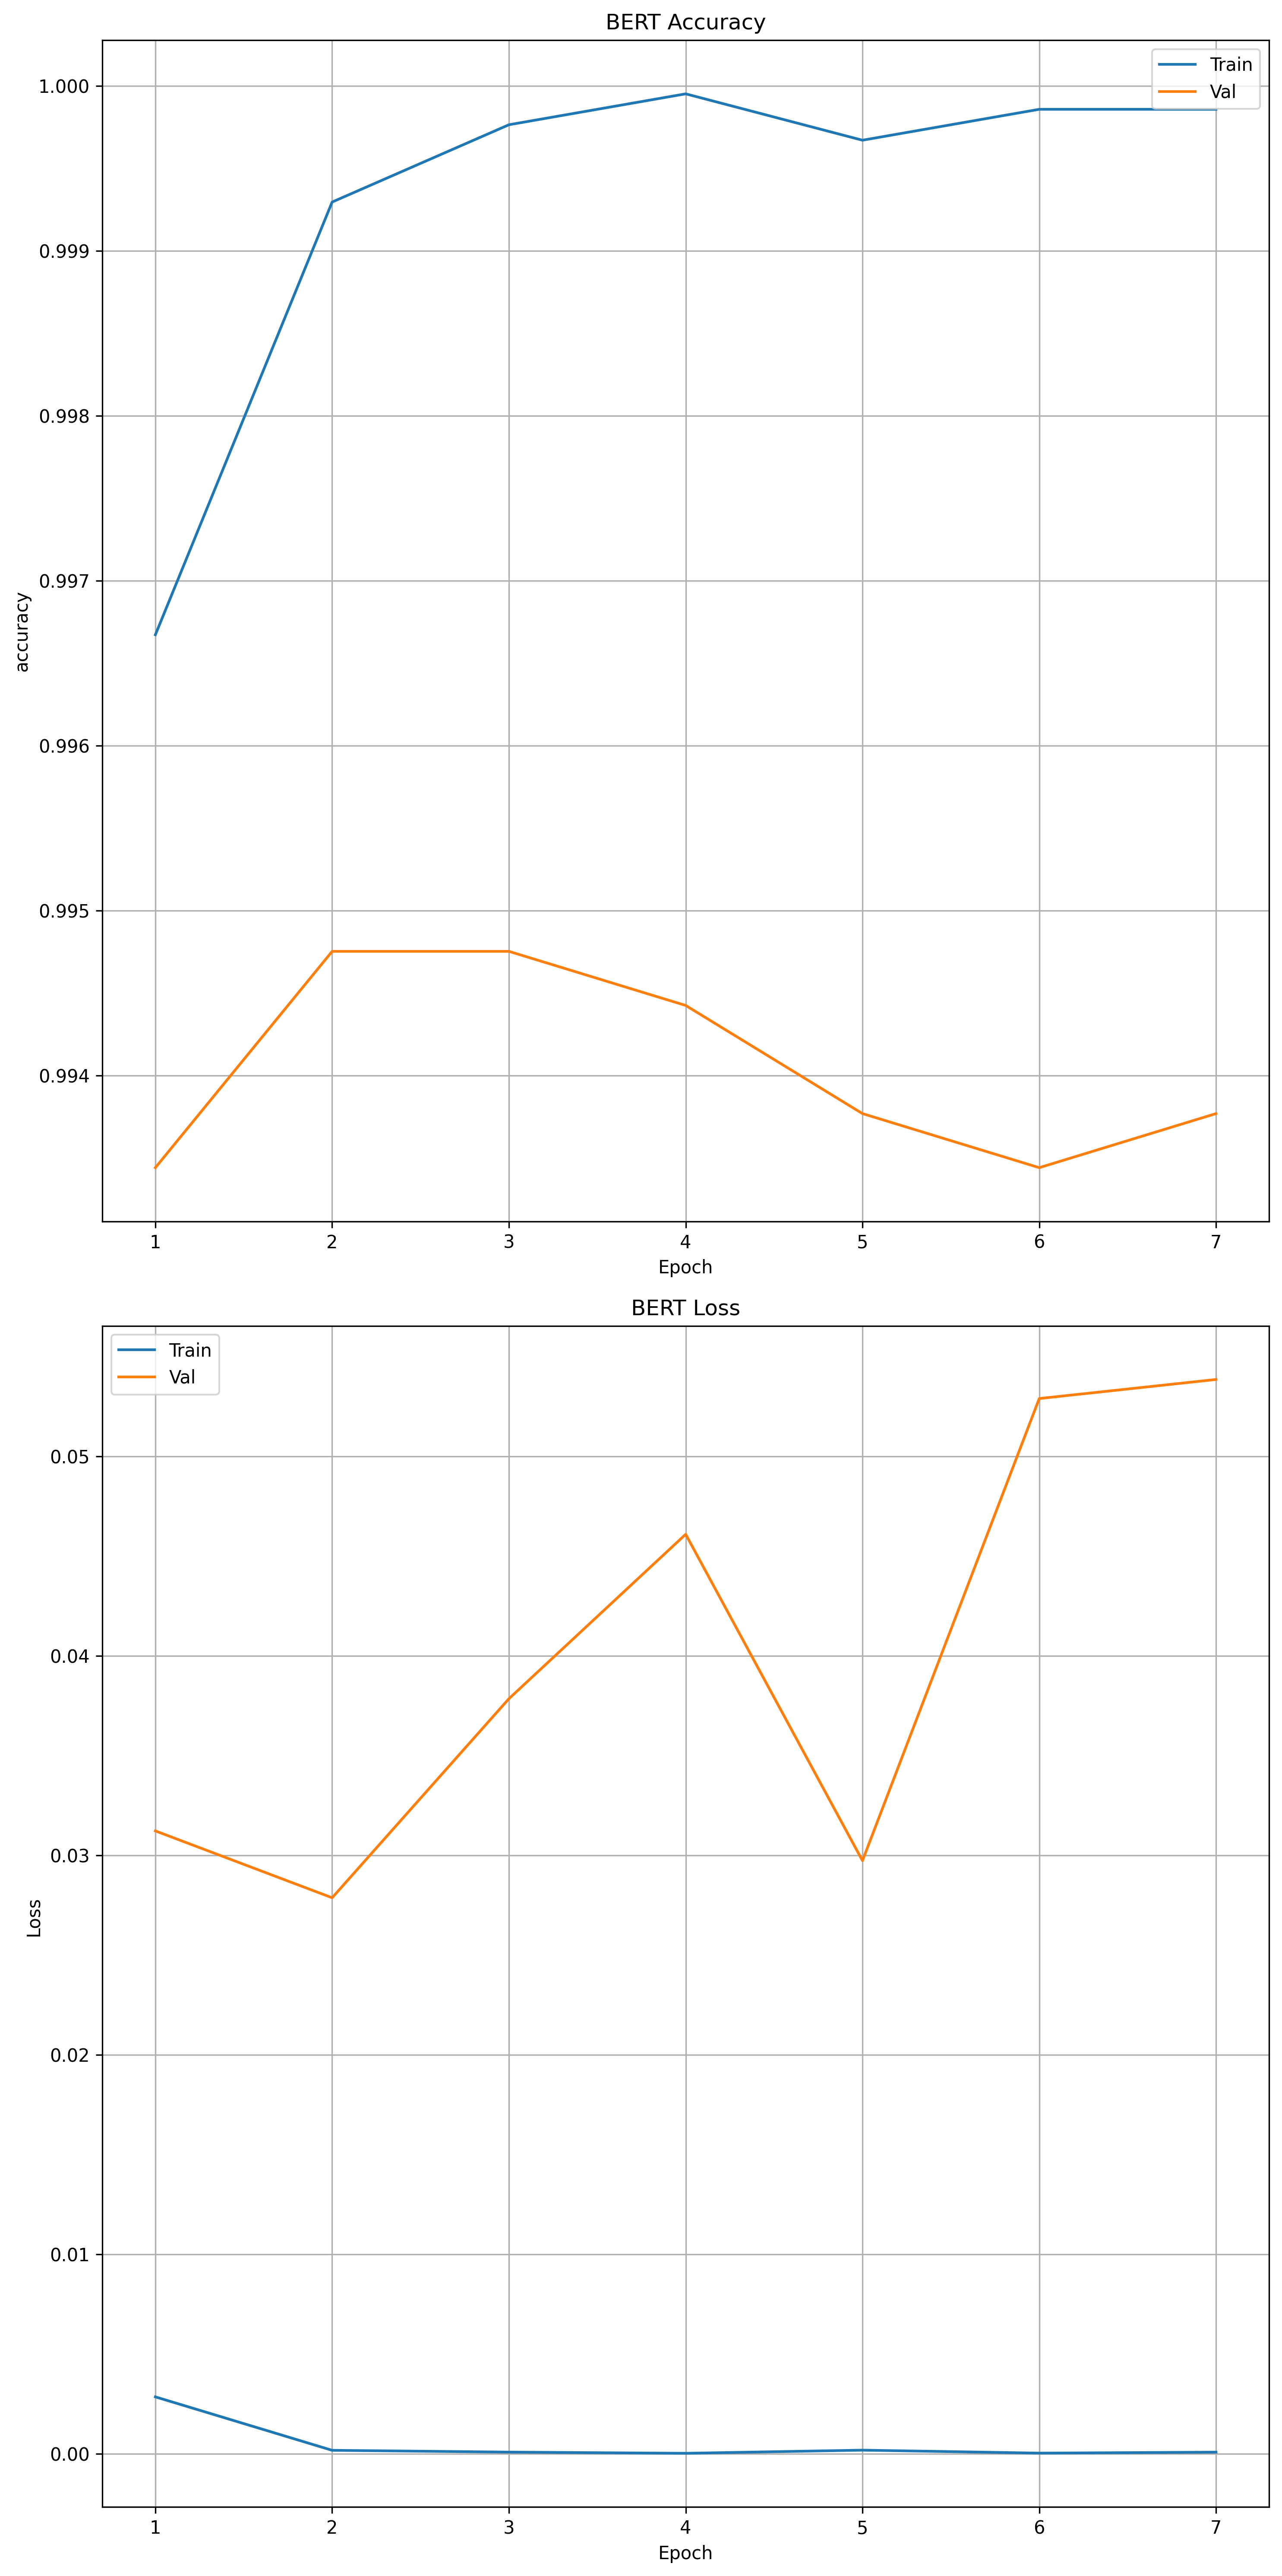 BERT Accuracy
Train
Val
1.000
0.999
0.998
0.997
0.996
0.995
0.994
accuracy
1 2 3 4 5 6 7
Epoch
BERT Loss
Train
Val
0.05
0.04
0.03
0.02
0.01
0.00
Loss
1 2 3 4 5 6 7
Epoch